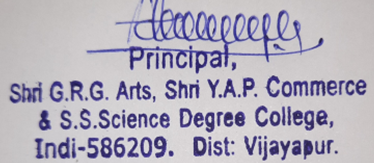 Principal,
Shri G.R.G. Arts, Shri Y.A.P. Commerce
& S.S.Science Degree College,
Indi-586209. Dist: Vijayapur.